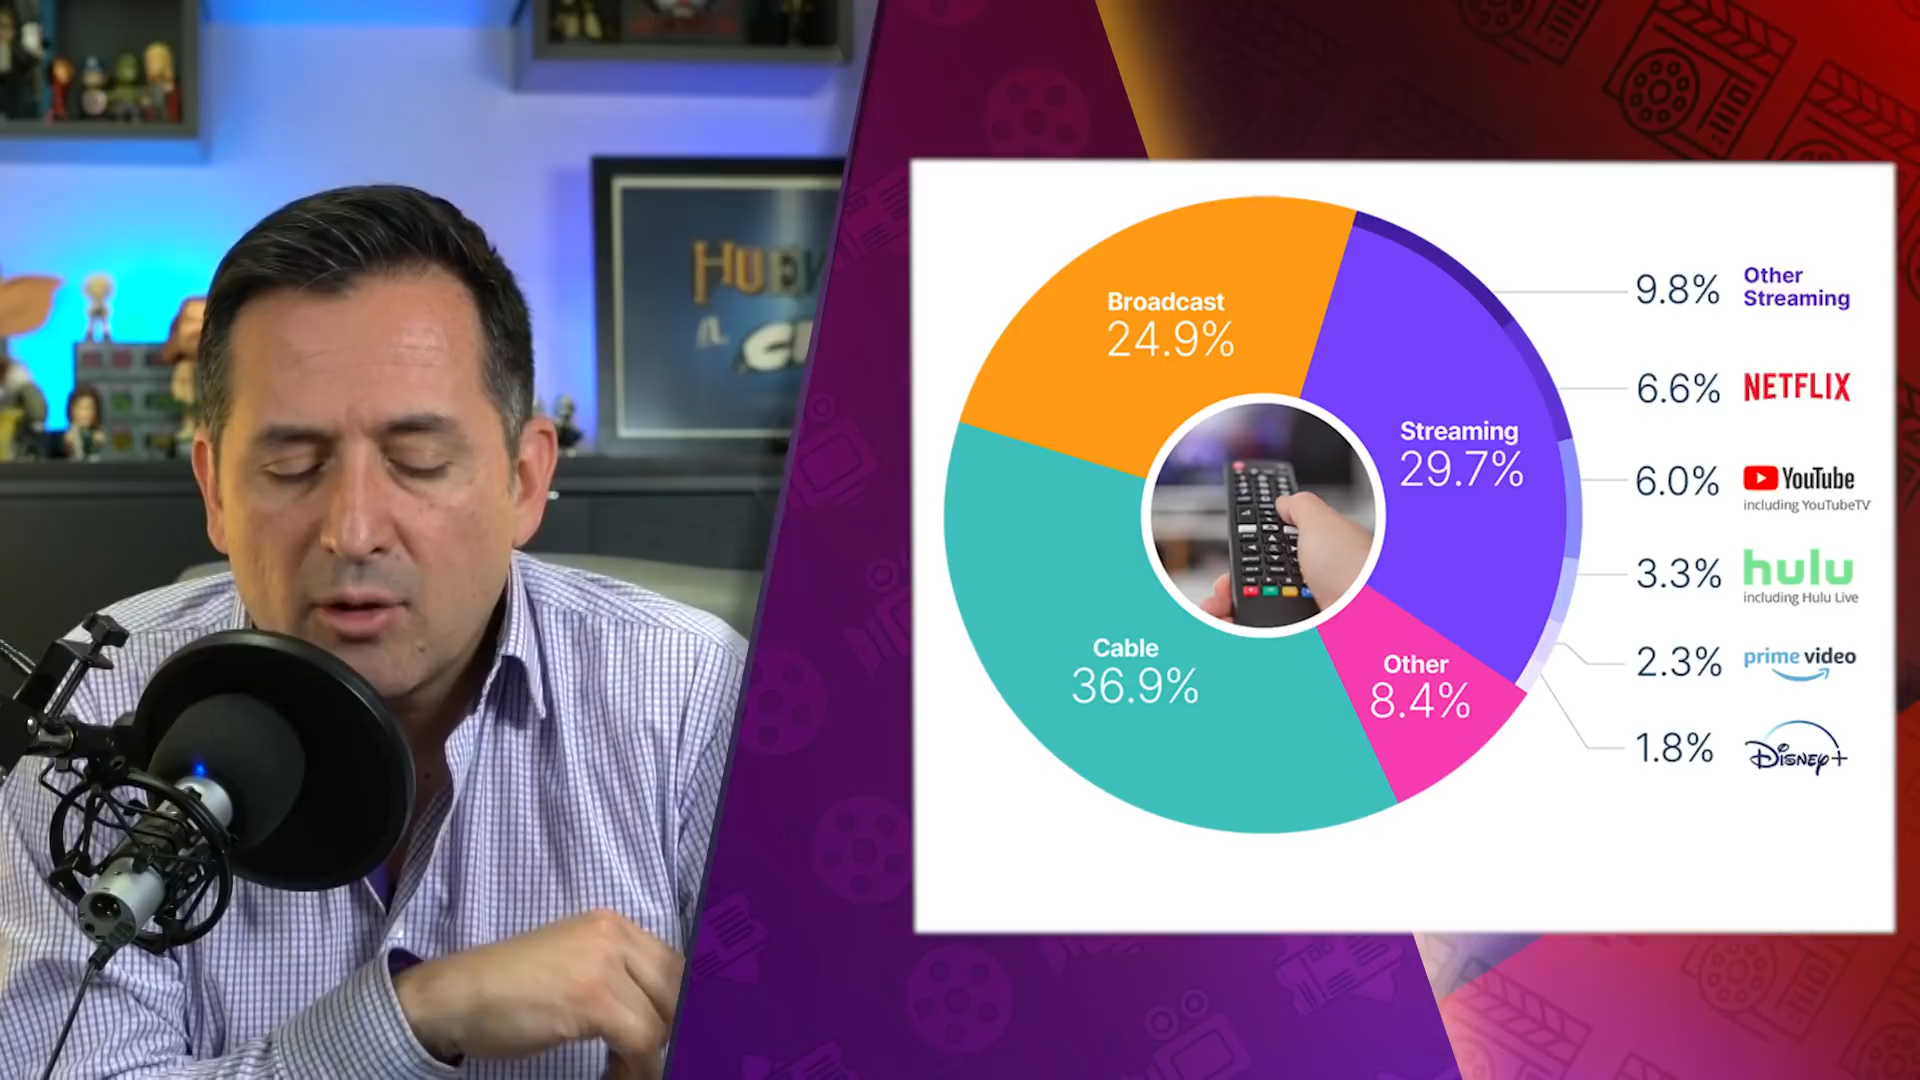 Broadcast
24.9%
Streaming
29.7%
Cable
36.9%
Other
8.4%
9.8% Other
Streaming
6.6% NETFLIX
6.0% YouTube
including YouTubeTV
3.3% hulu
including Hulu Live
2.3% prime video
1.8% Disney+